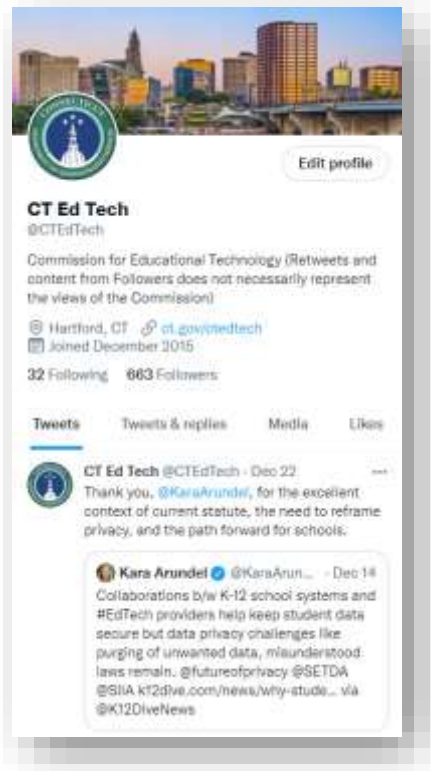 Edit profile
CT Ed Tech
@CTEdTech
Commission for Educational Technology (Retweets and
content from Followers does not necessarily represent
the views of the Commission)
Hartford, CT ct.gov/ctedtech
Joined December 2015
32 Following 663 Followers
Tweets Tweets & replies Media Likes
CT Ed Tech @CTEdTech · Dec 22 ...
Thank you, @KaraArundel, for the excellent
context of current statute, the need to reframe
privacy, and the path forward for schools.
Kara Arundel @KaraArun... · Dec 14
Collaborations b/w K-12 school systems and
#EdTech providers help keep student data
secure but data privacy challenges like
purging of unwanted data, misunderstood
laws remain. @futureofprivacy @SETDA
@SIIA k12dive.com/news/why-stude... via
@K12DiveNews